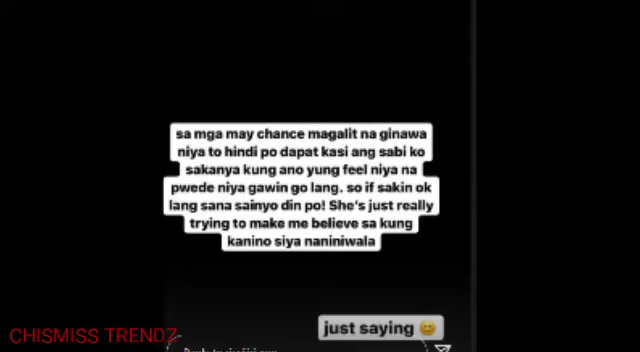 sa mga may chance magalit na ginawa
niya to hindi po dapat kasi ang sabi ko
sakanya kung ano yung feel niya na
pwede niya gawin go lang. so if sakin ok
lang sana sainyo din po! She's just really
trying to make me believe sa kung
kanino siya naniniwala
just saying 😊
CHISMISS TRENDZ